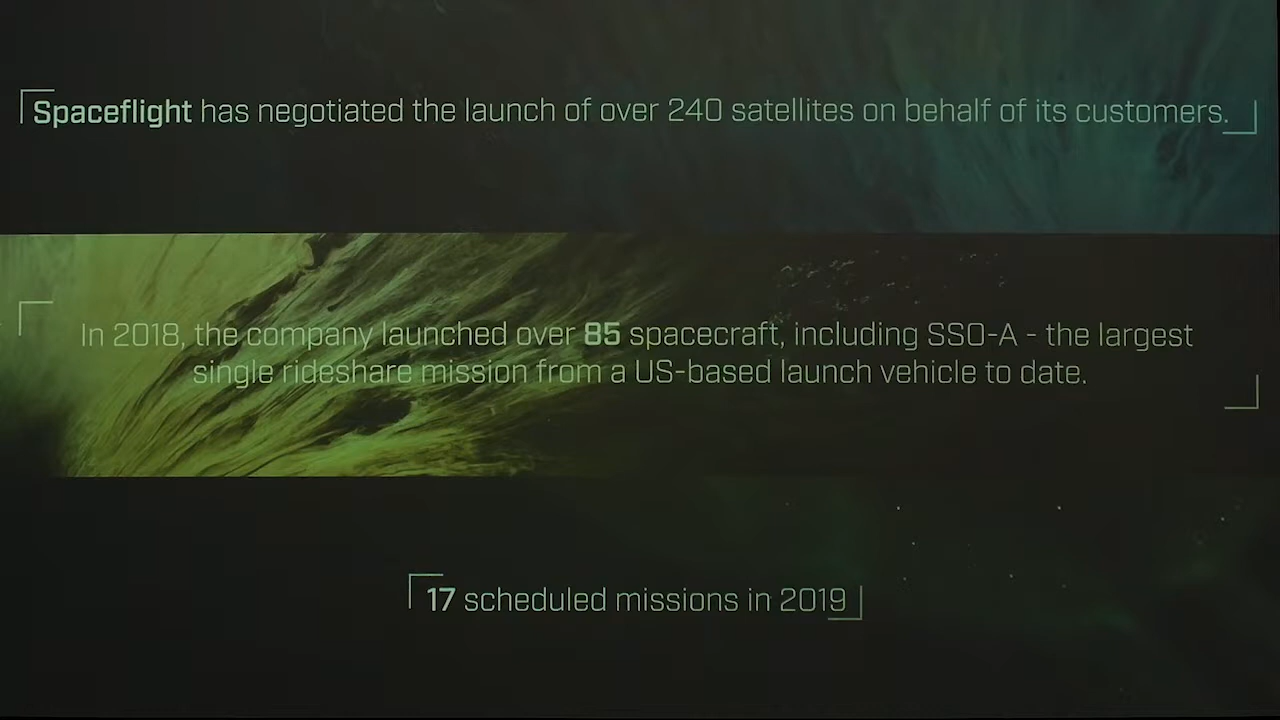 Spaceflight has negotiated the launch of over 240 satellites on behalf of its customers.
In 2018, the company launched over 85 spacecraft, including SSO-A - the largest
single rideshare mission from a US-based launch vehicle to date.
17 scheduled missions in 2019